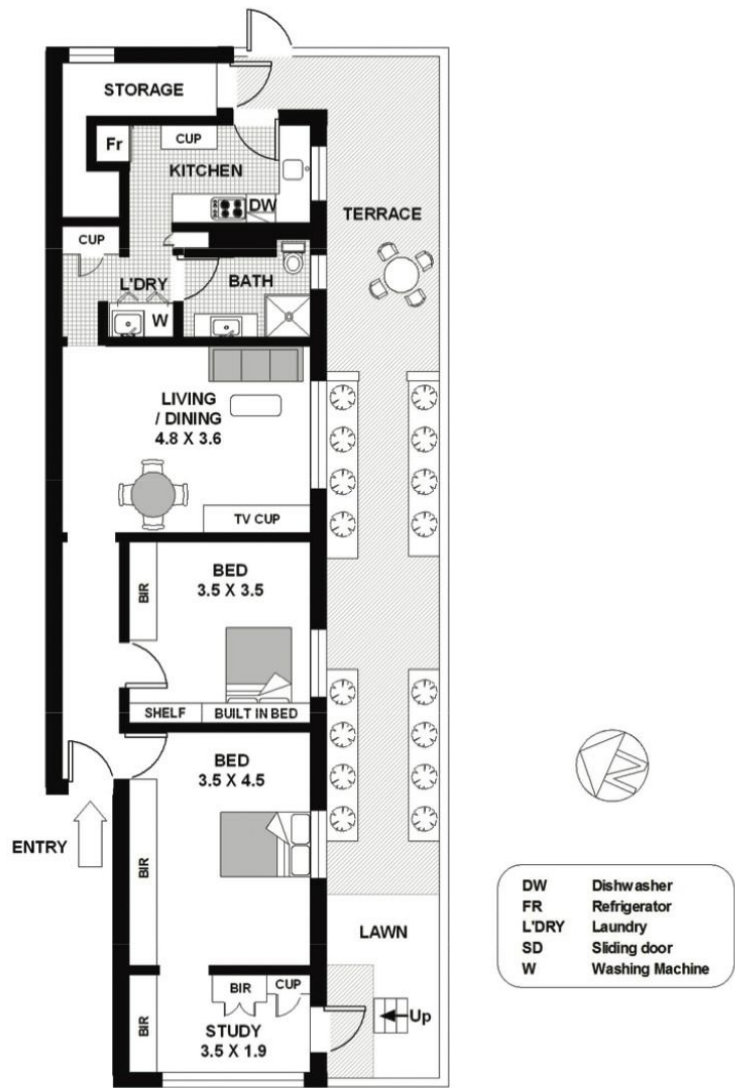 STORAGE
Fr
CUP
KITCHEN
DW
TERRACE
CUP
L'DRY
BATH
W
LIVING
/ DINING
4.8 X 3.6
TV CUP
BIR
BED
3.5 X 3.5
SHELF
BUILT IN BED
BED
3.5 X 4.5
ENTRY
BIR
LAWN
BIR
CUP
BIR
STUDY
3.5 X 1.9
Up
N
DW Dishwasher
FR Refrigerator
L'DRY Laundry
SD Sliding door
W Washing Machine